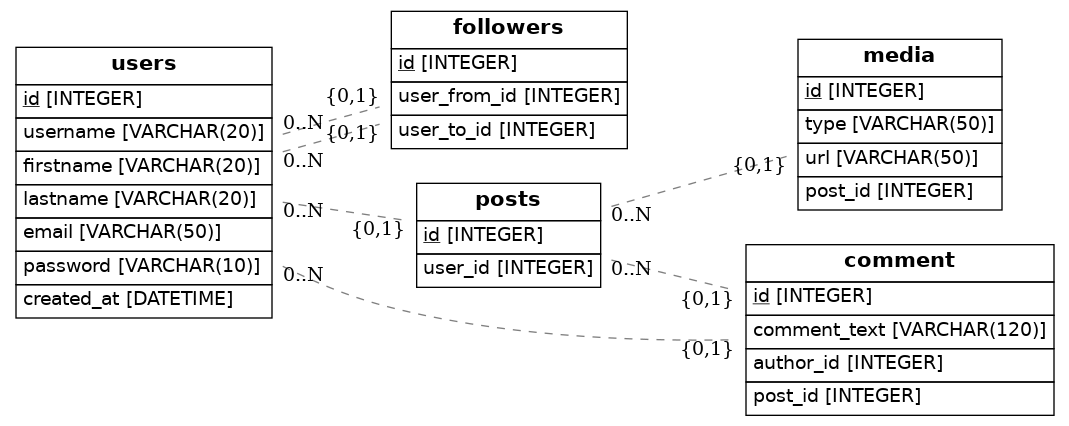 users
id [INTEGER]
username [VARCHAR(20)]
firstname [VARCHAR(20)]
lastname [VARCHAR(20)]
email [VARCHAR(50)]
password [VARCHAR(10)]
created_at [DATETIME]
0..N
0..N
0..N
0..N
followers
id [INTEGER]
user_from_id [INTEGER]
user_to_id [INTEGER]
{0,1}
{0,1}
posts
id [INTEGER]
user_id [INTEGER]
{0,1}
0..N
0..N
media
id [INTEGER]
type [VARCHAR(50)]
url [VARCHAR(50)]
post_id [INTEGER]
{0,1}
comment
id [INTEGER]
comment_text [VARCHAR(120)]
author_id [INTEGER]
post_id [INTEGER]
{0,1}
{0,1}